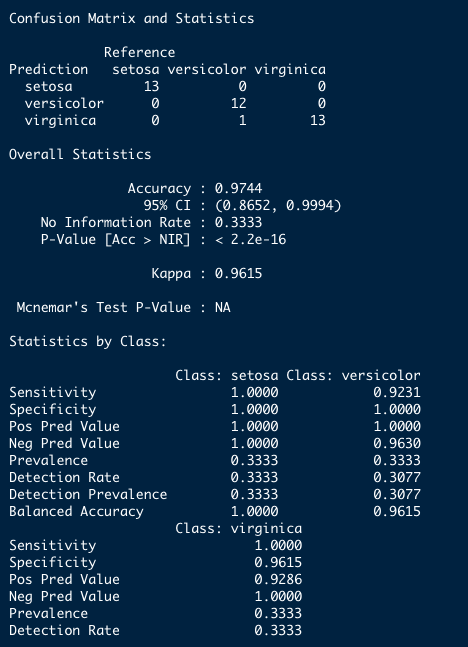 Confusion Matrix and Statistics
Reference
Prediction setosa versicolor virginica
setosa 13 0 0
versicolor 0 12 0
virginica 0 1 13
Overall Statistics
Accuracy : 0.9744
95% CI : (0.8652, 0.9994)
No Information Rate : 0.3333
P-Value [Acc > NIR] : < 2.2e-16
Kappa : 0.9615
Mcnemar's Test P-Value : NA
Statistics by Class:
Class: setosa Class: versicolor
Sensitivity 1.0000 0.9231
Specificity 1.0000 1.0000
Pos Pred Value 1.0000 1.0000
Neg Pred Value 1.0000 0.9630
Prevalence 0.3333 0.3333
Detection Rate 0.3333 0.3077
Detection Prevalence 0.3333 0.3077
Balanced Accuracy 1.0000 0.9615
Class: virginica
Sensitivity 1.0000
Specificity 0.9615
Pos Pred Value 0.9286
Neg Pred Value 1.0000
Prevalence 0.3333
Detection Rate 0.3333